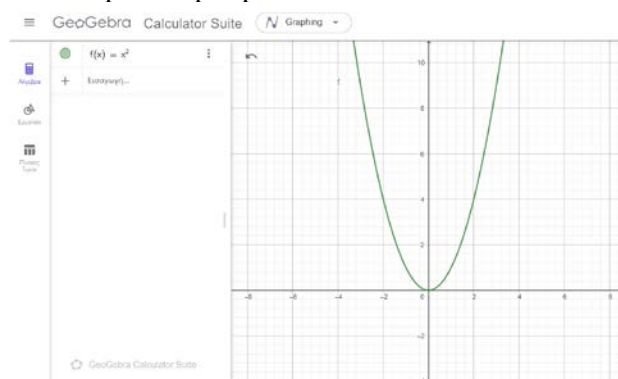 GeoGebra Calculator Suite
Graphing
f(x) = x²
+ Εισαγωγή...
f
10
8
6
4
2
-8 -6 -4 -2 0 2 4 6 8
-2
GeoGebra Calculator Suite